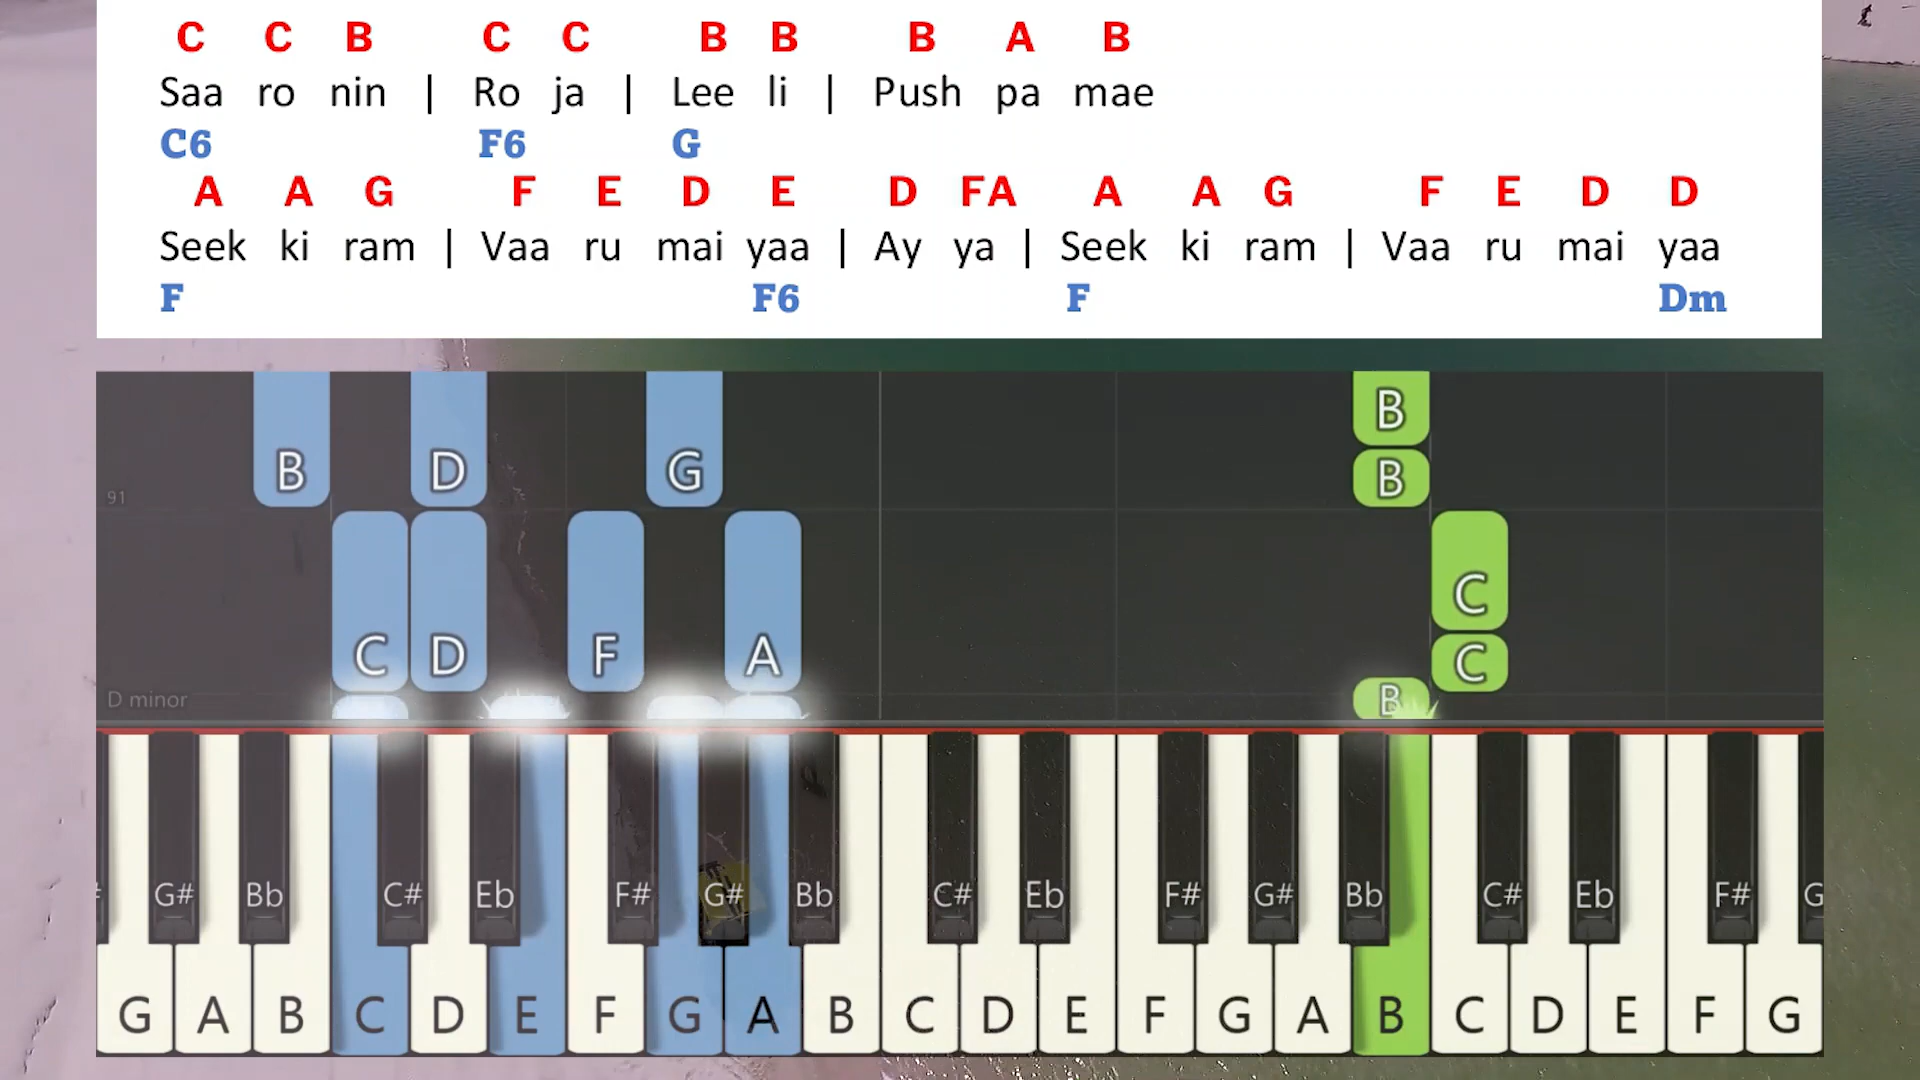 C C B C C B B B A B
Saa ro nin | Ro ja | Lee li | Push pa mae
C6 F6 G
A A G F E D E D FA A A G F E D D
Seek ki ram | Vaa ru mai yaa | Ay ya | Seek ki ram | Vaa ru mai yaa
F F6 F Dm
B
B D G B
91
C
C D F A C
D minor B
G# Bb C# Eb F# G# Bb C# Eb F# G# Bb C# Eb F# G
G A B C D E F G A B C D E F G A B C D E F G